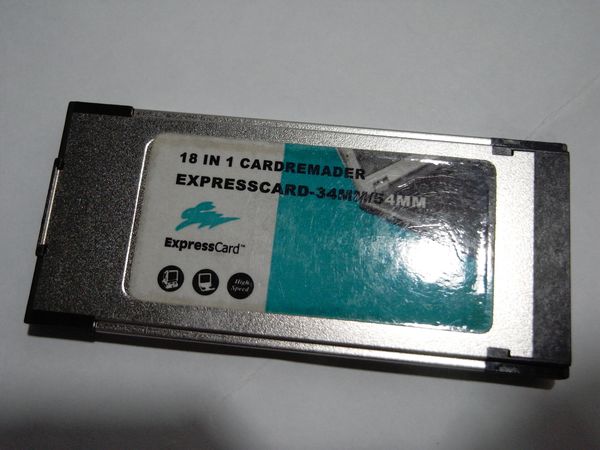 18 IN 1 CARDREMADER
EXPRESSCARD-34MM/54MM
ExpressCard™
High
Speed